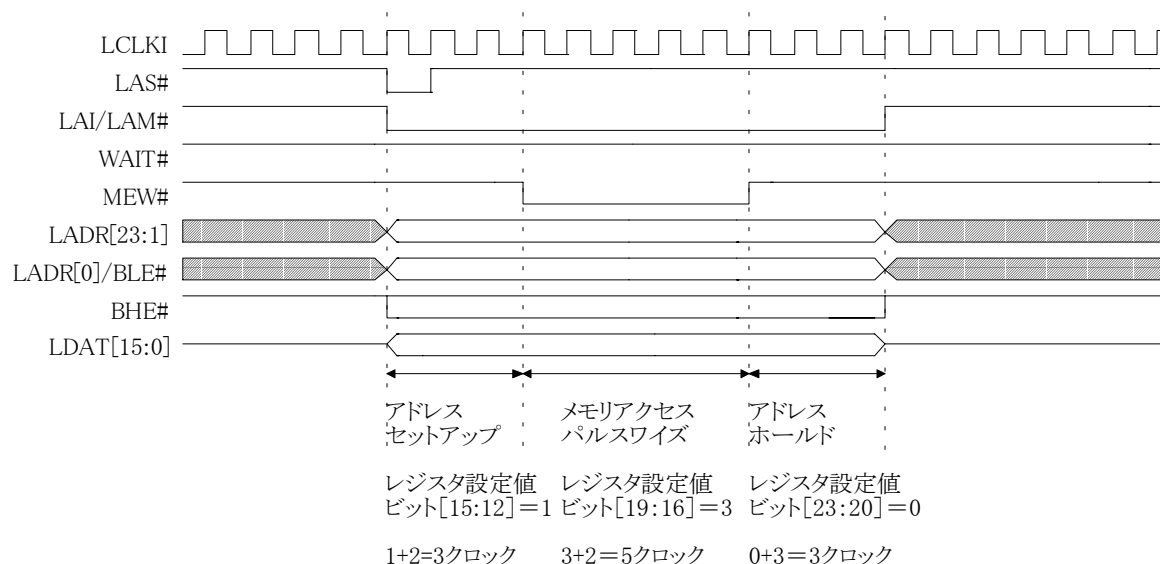 LCLKI
LAS#
LAI/LAM#
WAIT#
MEW#
LADR[23:1]
LADR[0]/BLE#
BHE#
LDAT[15:0]
アドレス
セットアップ
メモリアクセス
パルスワイズ
アドレス
ホールド
レジスタ設定値
ビット[15:12]＝1
レジスタ設定値
ビット[19:16]＝3
レジスタ設定値
ビット[23:20]＝0
1+2=3クロック
3+2＝5クロック
0+3＝3クロック